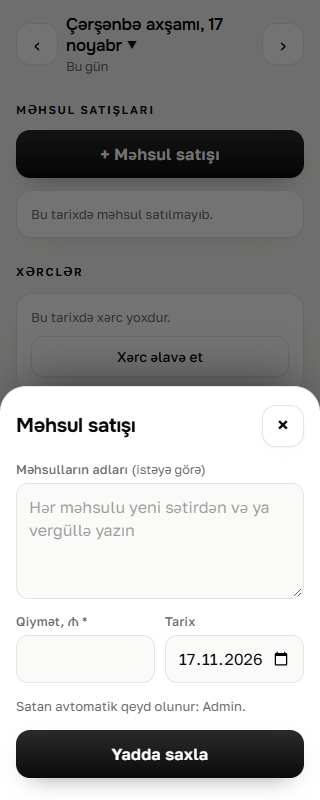 ‹
Çərşənbə axşamı, 17
noyabr ▼
Bu gün
›
MƏHSUL SATIŞLARI
+ Məhsul satışı
Bu tarixdə məhsul satılmayıb.
XƏRCLƏR
Bu tarixdə xərc yoxdur.
Xərc əlavə et
Məhsul satışı
×
Məhsulların adları (istəyə görə)
Hər məhsulu yeni sətirdən və ya
vergüllə yazın
Qiymət, ₼ *
Tarix
17.11.2026
Satan avtomatik qeyd olunur: Admin.
Yadda saxla